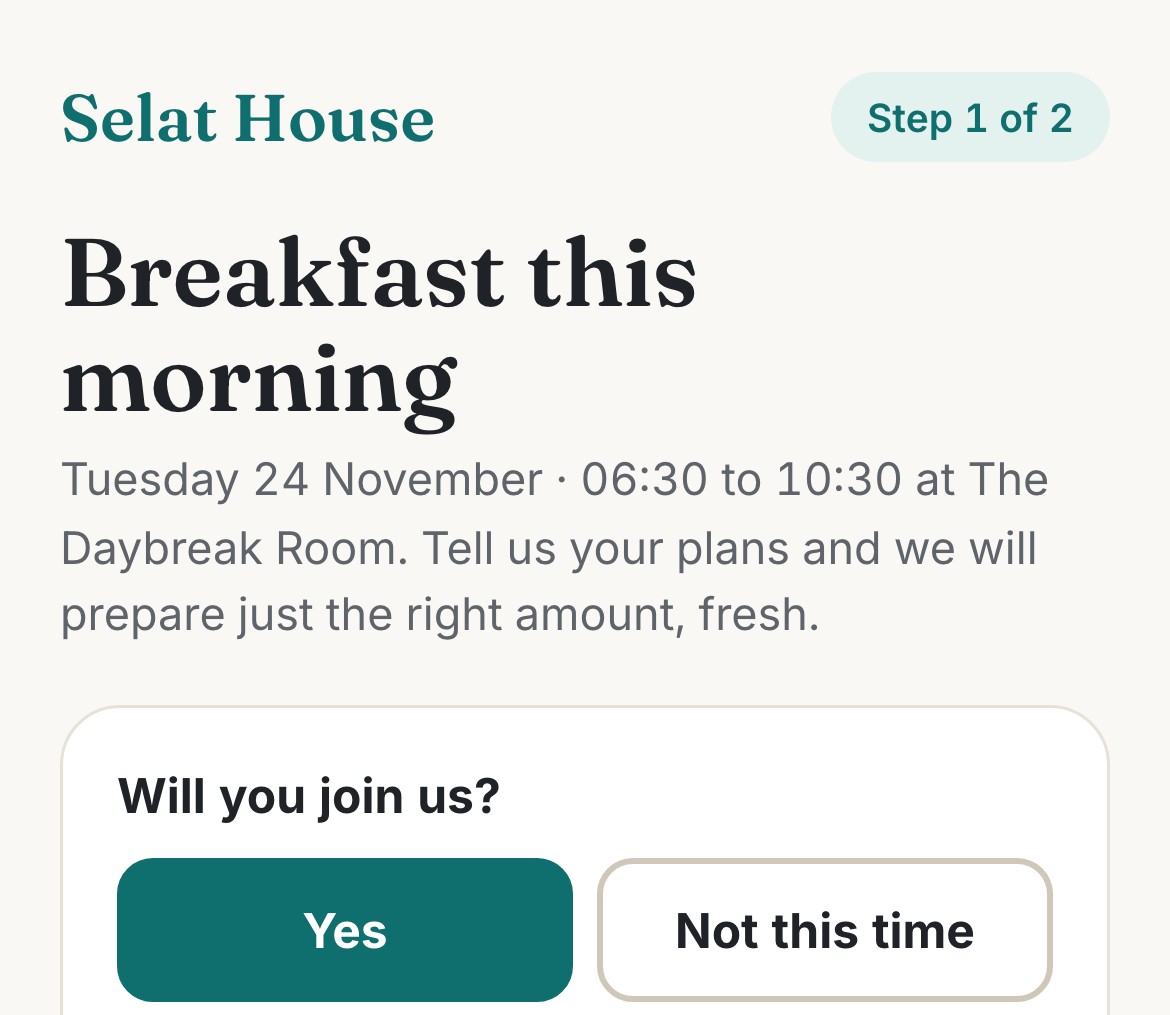 Selat House
Step 1 of 2
Breakfast this
morning
Tuesday 24 November · 06:30 to 10:30 at The
Daybreak Room. Tell us your plans and we will
prepare just the right amount, fresh.
Will you join us?
Yes
Not this time